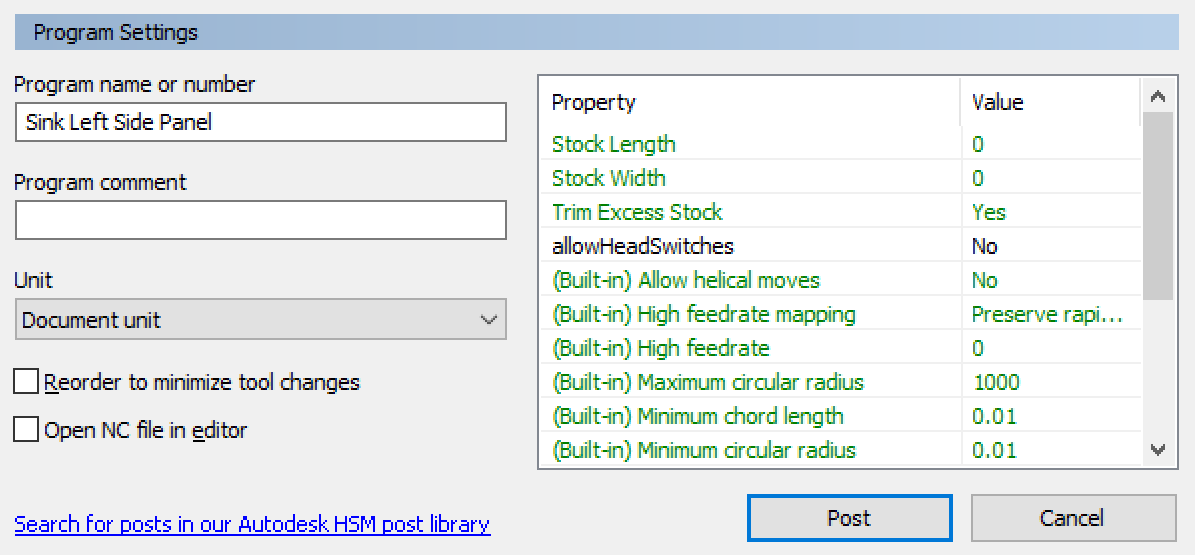 Program Settings
Program name or number
Sink Left Side Panel
Program comment
Unit
Document unit
Reorder to minimize tool changes
Open NC file in editor
Search for posts in our Autodesk HSM post library
Property Value
Stock Length 0
Stock Width 0
Trim Excess Stock Yes
allowHeadSwitches No
(Built-in) Allow helical moves No
(Built-in) High feedrate mapping Preserve rapi...
(Built-in) High feedrate 0
(Built-in) Maximum circular radius 1000
(Built-in) Minimum chord length 0.01
(Built-in) Minimum circular radius 0.01
Post Cancel